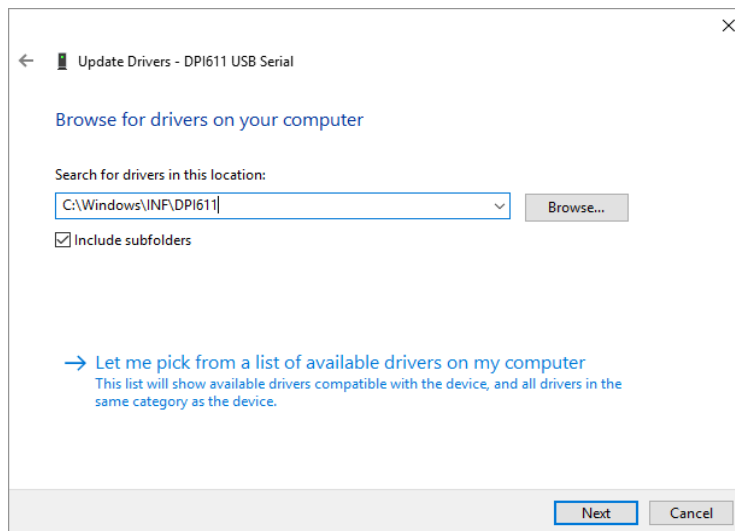 Update Drivers - DPI611 USB Serial
Browse for drivers on your computer
Search for drivers in this location:
C:\Windows\INF\DPI611
Browse...
Include subfolders
Let me pick from a list of available drivers on my computer
This list will show available drivers compatible with the device, and all drivers in the
same category as the device.
Next
Cancel